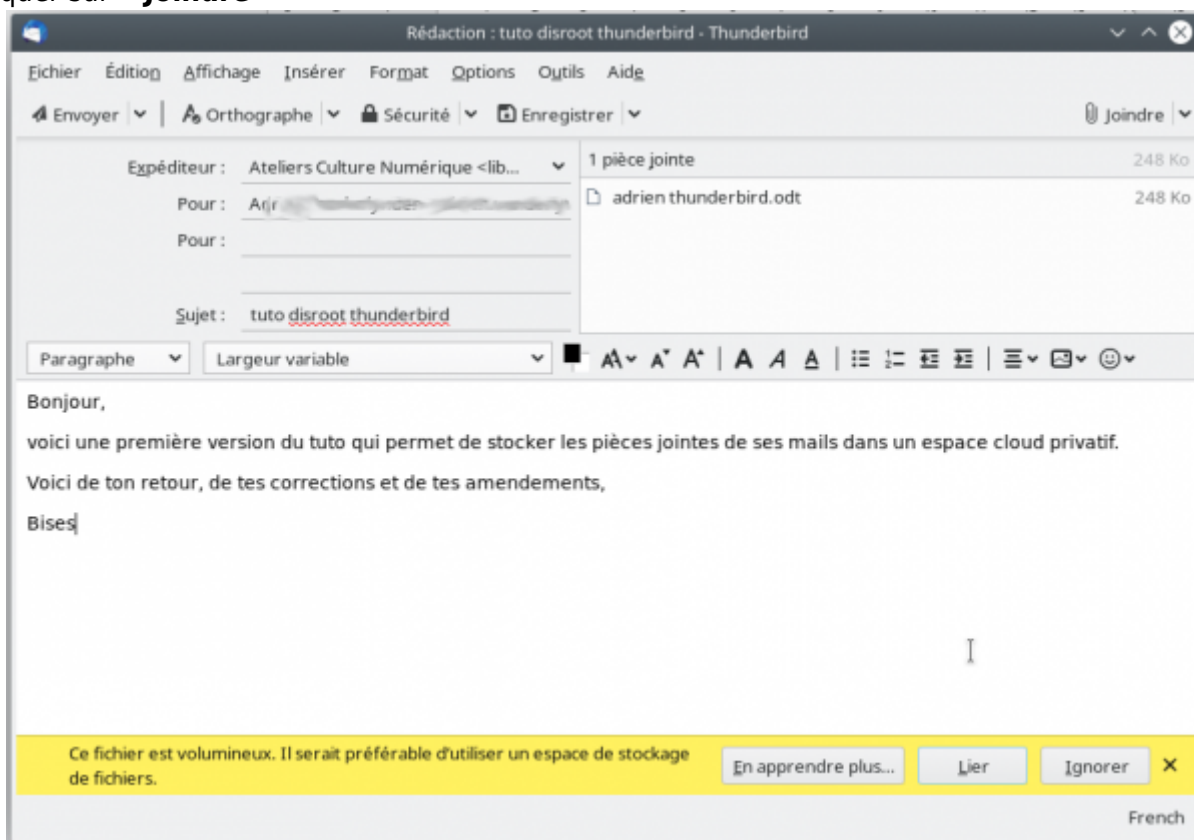 quer sur "joindre"
Rédaction : tuto disroot thunderbird - Thunderbird
Fichier Édition Affichage Insérer Format Options Outils Aide
Envoyer Orthographe Sécurité Enregistrer Joindre
Expéditeur : Ateliers Culture Numérique <lib...
1 pièce jointe 248 Ko
Pour :
adrien thunderbird.odt 248 Ko
Pour :
Sujet : tuto disroot thunderbird
Paragraphe Largeur variable
Bonjour,
voici une première version du tuto qui permet de stocker les pièces jointes de ses mails dans un espace cloud privatif.
Voici de ton retour, de tes corrections et de tes amendements,
Bises
Ce fichier est volumineux. Il serait préférable d'utiliser un espace de stockage
de fichiers.
En apprendre plus... Lier Ignorer
French